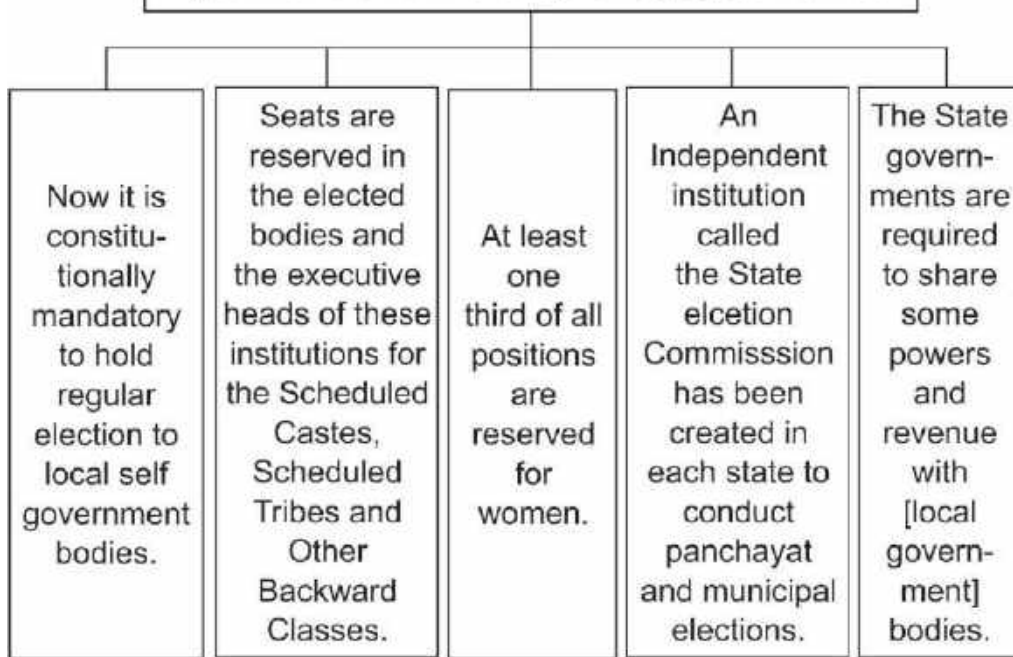 Now it is
constitu-
tionally
mandatory
to hold
regular
election to
local self
government
bodies.
Seats are
reserved in
the elected
bodies and
the executive
heads of these
institutions for
the Scheduled
Castes,
Scheduled
Tribes and
Other
Backward
Classes.
At least
one
third of all
positions
are
reserved
for
women.
An
Independent
institution
called
the State
elcetion
Commisssion
has been
created in
each state to
conduct
panchayat
and municipal
elections.
The State
govern-
ments are
required
to share
some
powers
and
revenue
with
[local
govern-
ment]
bodies.